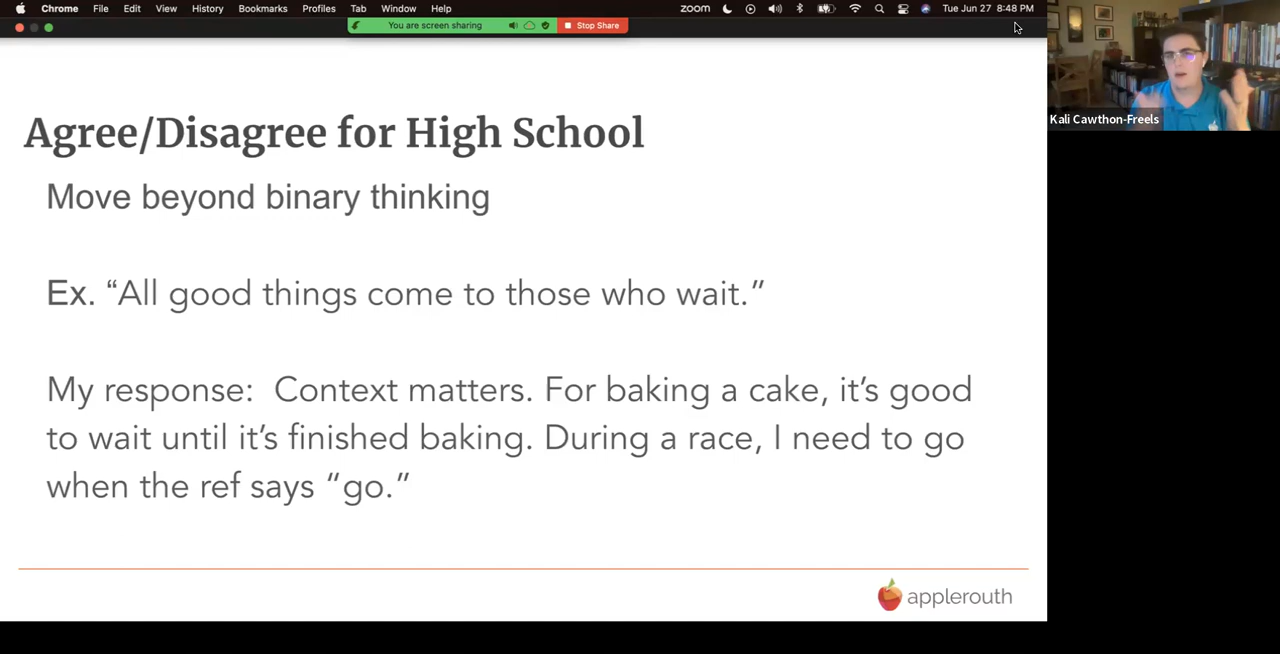 Chrome File Edit View History Bookmarks Profiles Tab Window Help zoom Tue Jun 27 8:48 PM
You are screen sharing Stop Share
Kali Cawthon-Freels
Agree/Disagree for High School
Move beyond binary thinking
Ex. “All good things come to those who wait.”
My response: Context matters. For baking a cake, it’s good
to wait until it’s finished baking. During a race, I need to go
when the ref says “go.”
applerouth